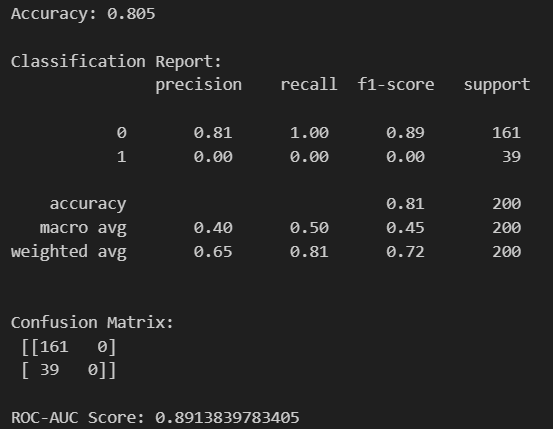 Accuracy: 0.805
Classification Report:
precision recall f1-score support
0 0.81 1.00 0.89 161
1 0.00 0.00 0.00 39
accuracy 0.81 200
macro avg 0.40 0.50 0.45 200
weighted avg 0.65 0.81 0.72 200
Confusion Matrix:
[[161 0]
[ 39 0]]
ROC-AUC Score: 0.8913839783405